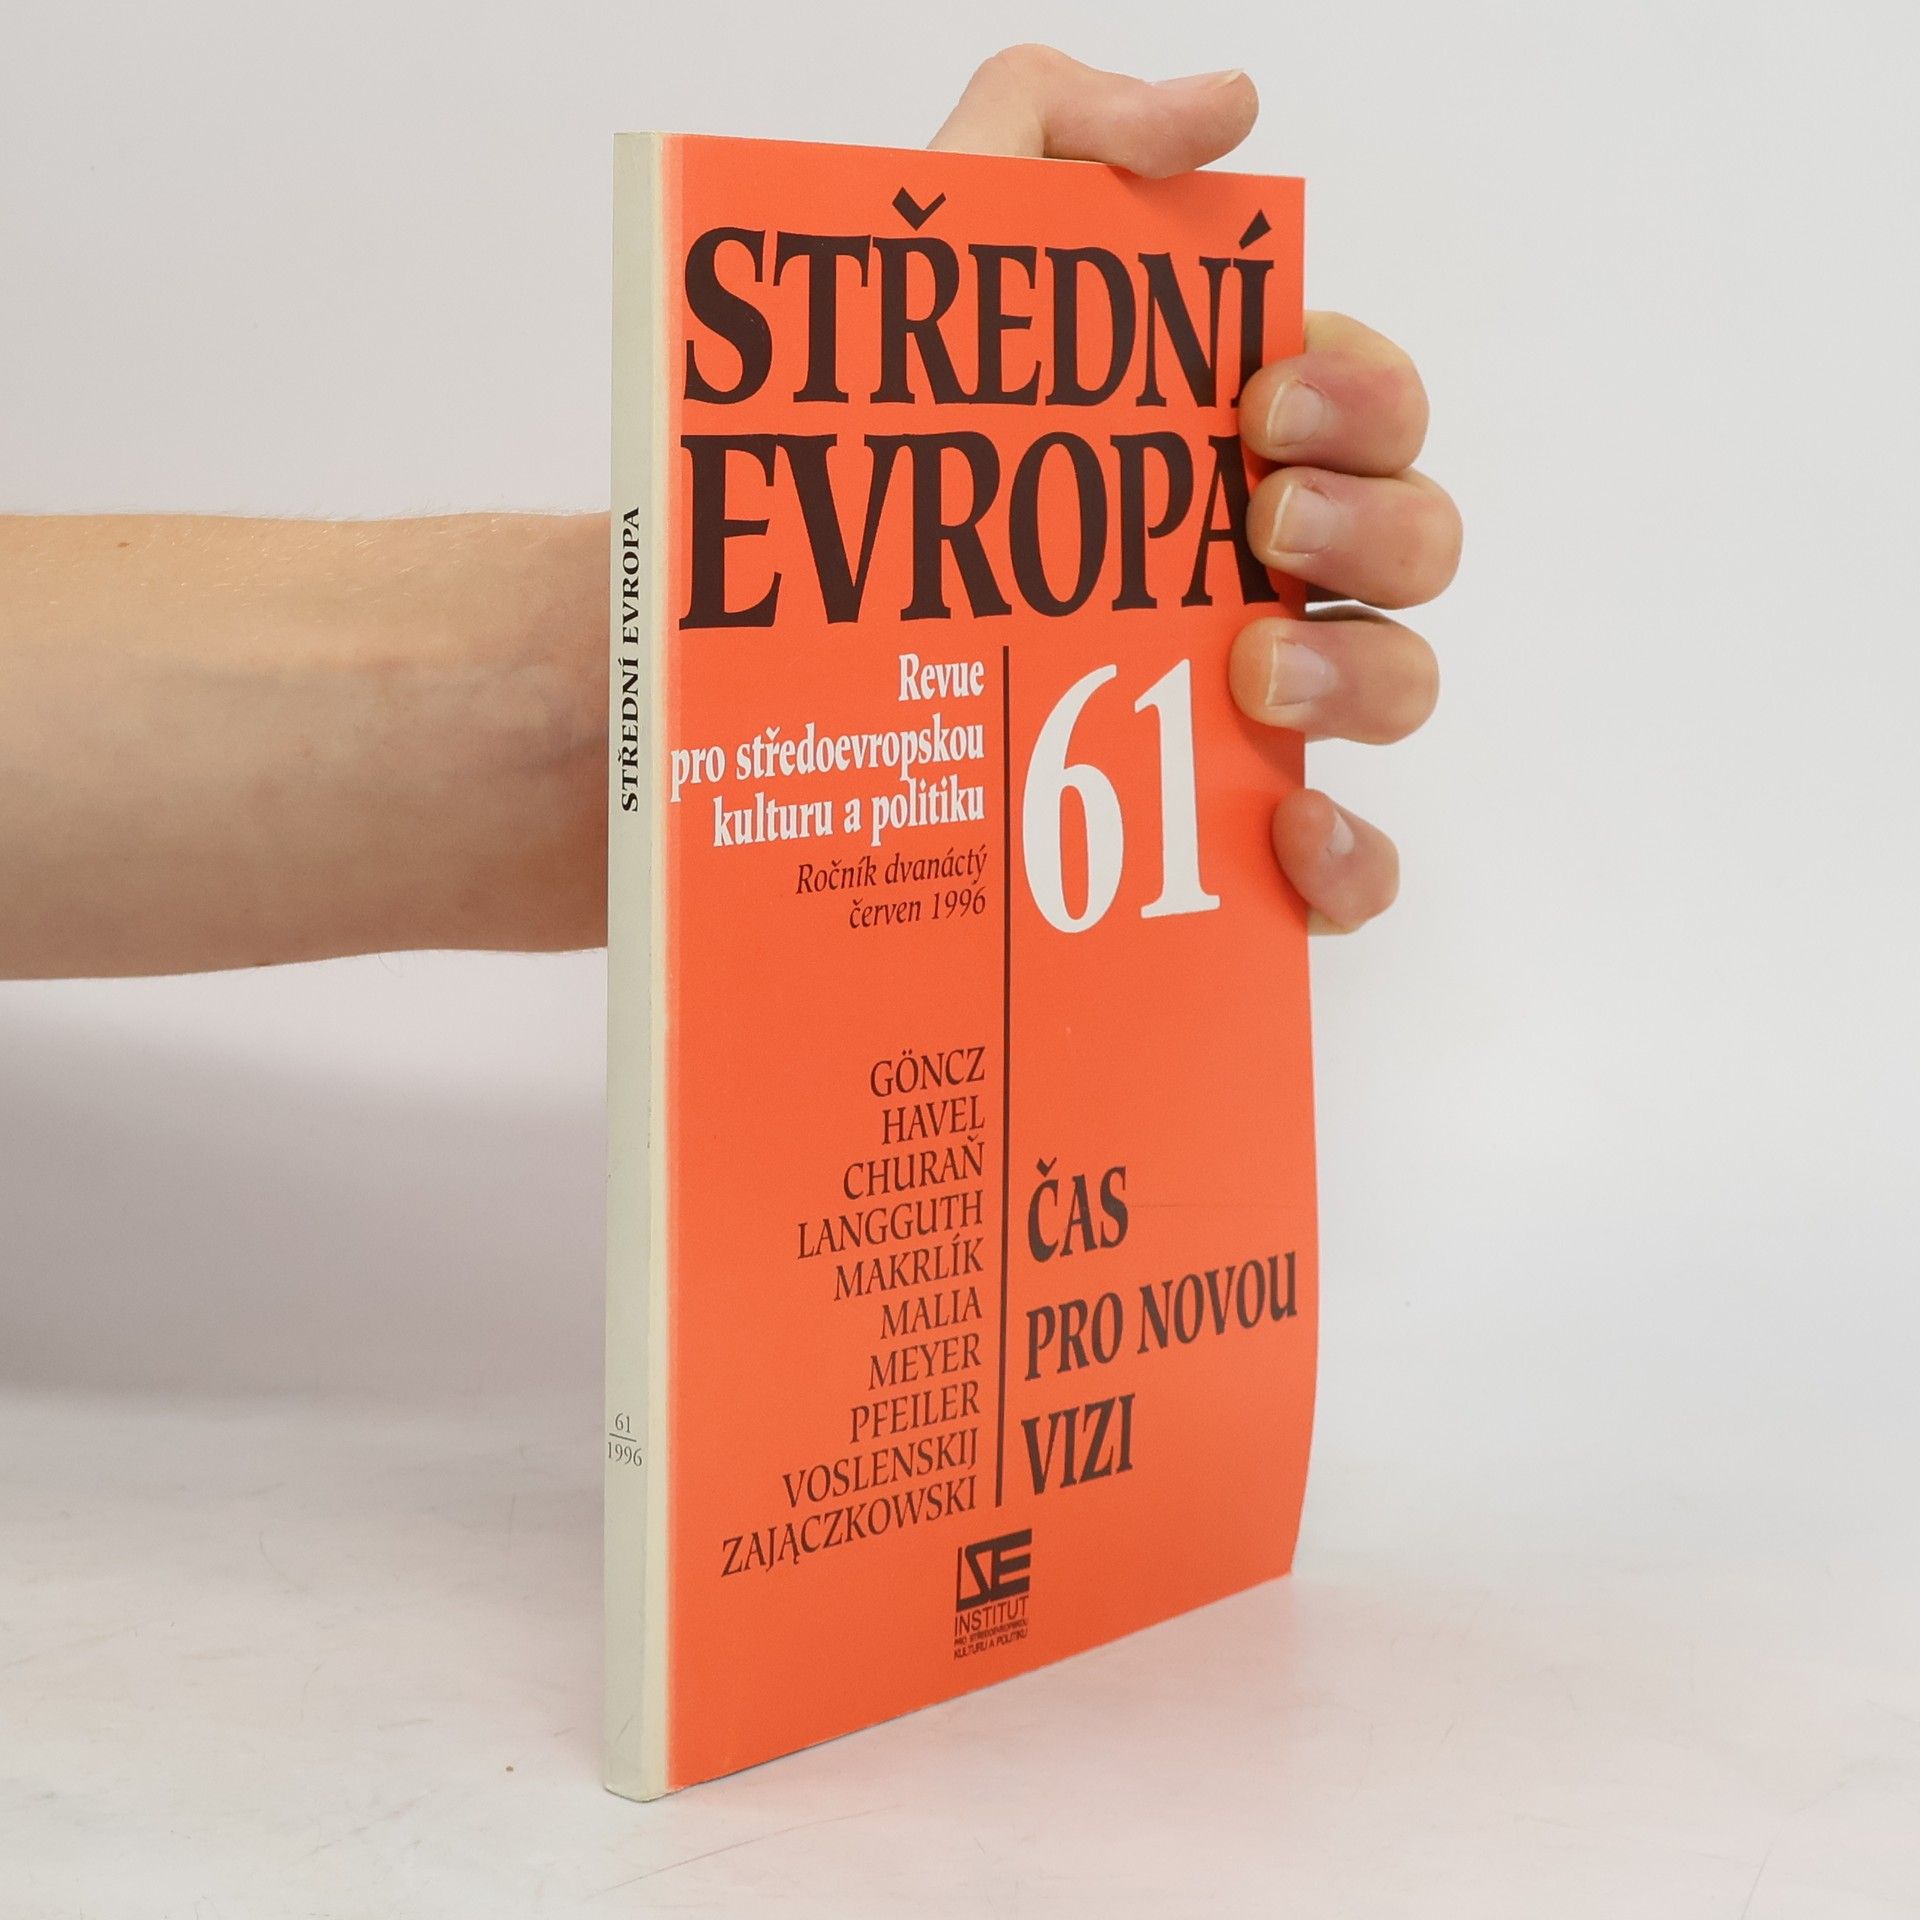 STŘEDNÍ EVROPA
61
1996
STŘEDNÍ
EVROPA
Revue
pro středoevropskou
kulturu a politiku
Ročník dvanáctý
červen 1996
61
GÖNCZ
HAVEL
CHURAŇ
LANGGUTH
MAKRLÍK
MALIA
MEYER
PFEILER
VOSLENSKIJ
ZAJĄCZKOWSKI
ČAS
PRO NOVOU
VIZI
ISE
INSTITUT
PRO STŘEDOEVROPSKOU
KULTURU A POLITIKU